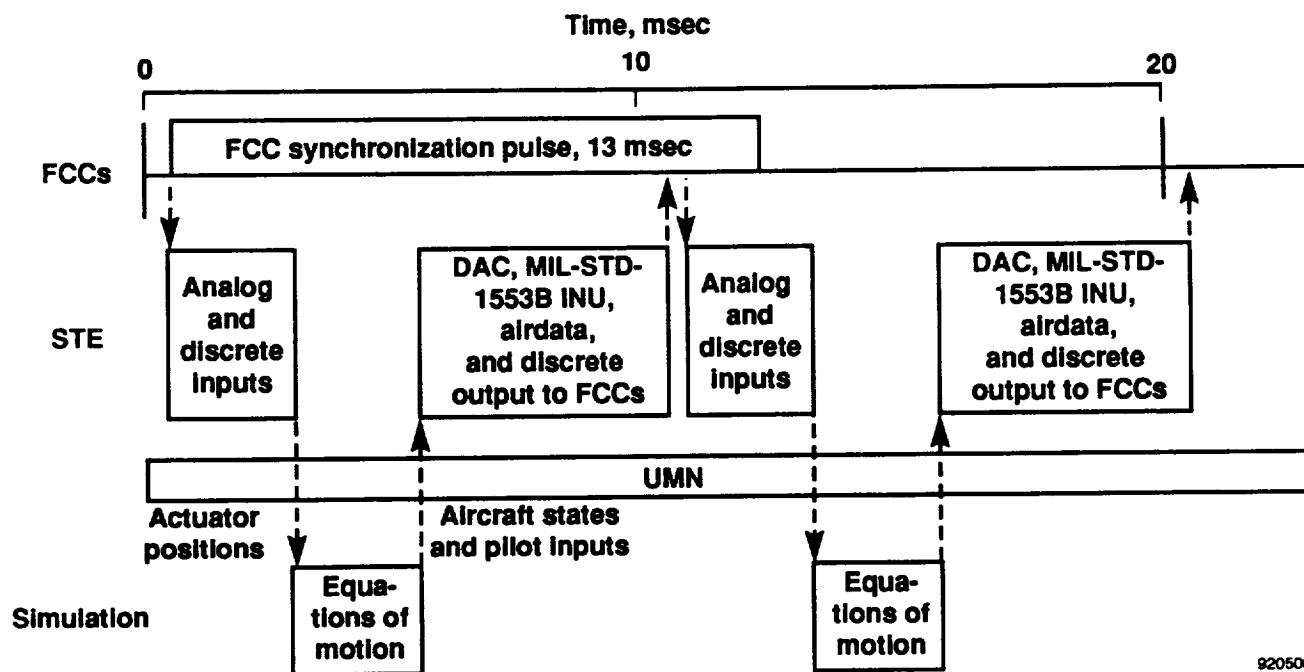 Time, msec
0 10 20
FCC synchronization pulse, 13 msec
FCCs
STE
Analog
and
discrete
inputs
DAC, MIL-STD-
1553B INU,
airdata,
and discrete
output to FCCs
Analog
and
discrete
inputs
DAC, MIL-STD-
1553B INU,
airdata,
and discrete
output to FCCs
UMN
Actuator
positions
Aircraft states
and pilot inputs
Simulation
Equa-
tions of
motion
Equa-
tions of
motion